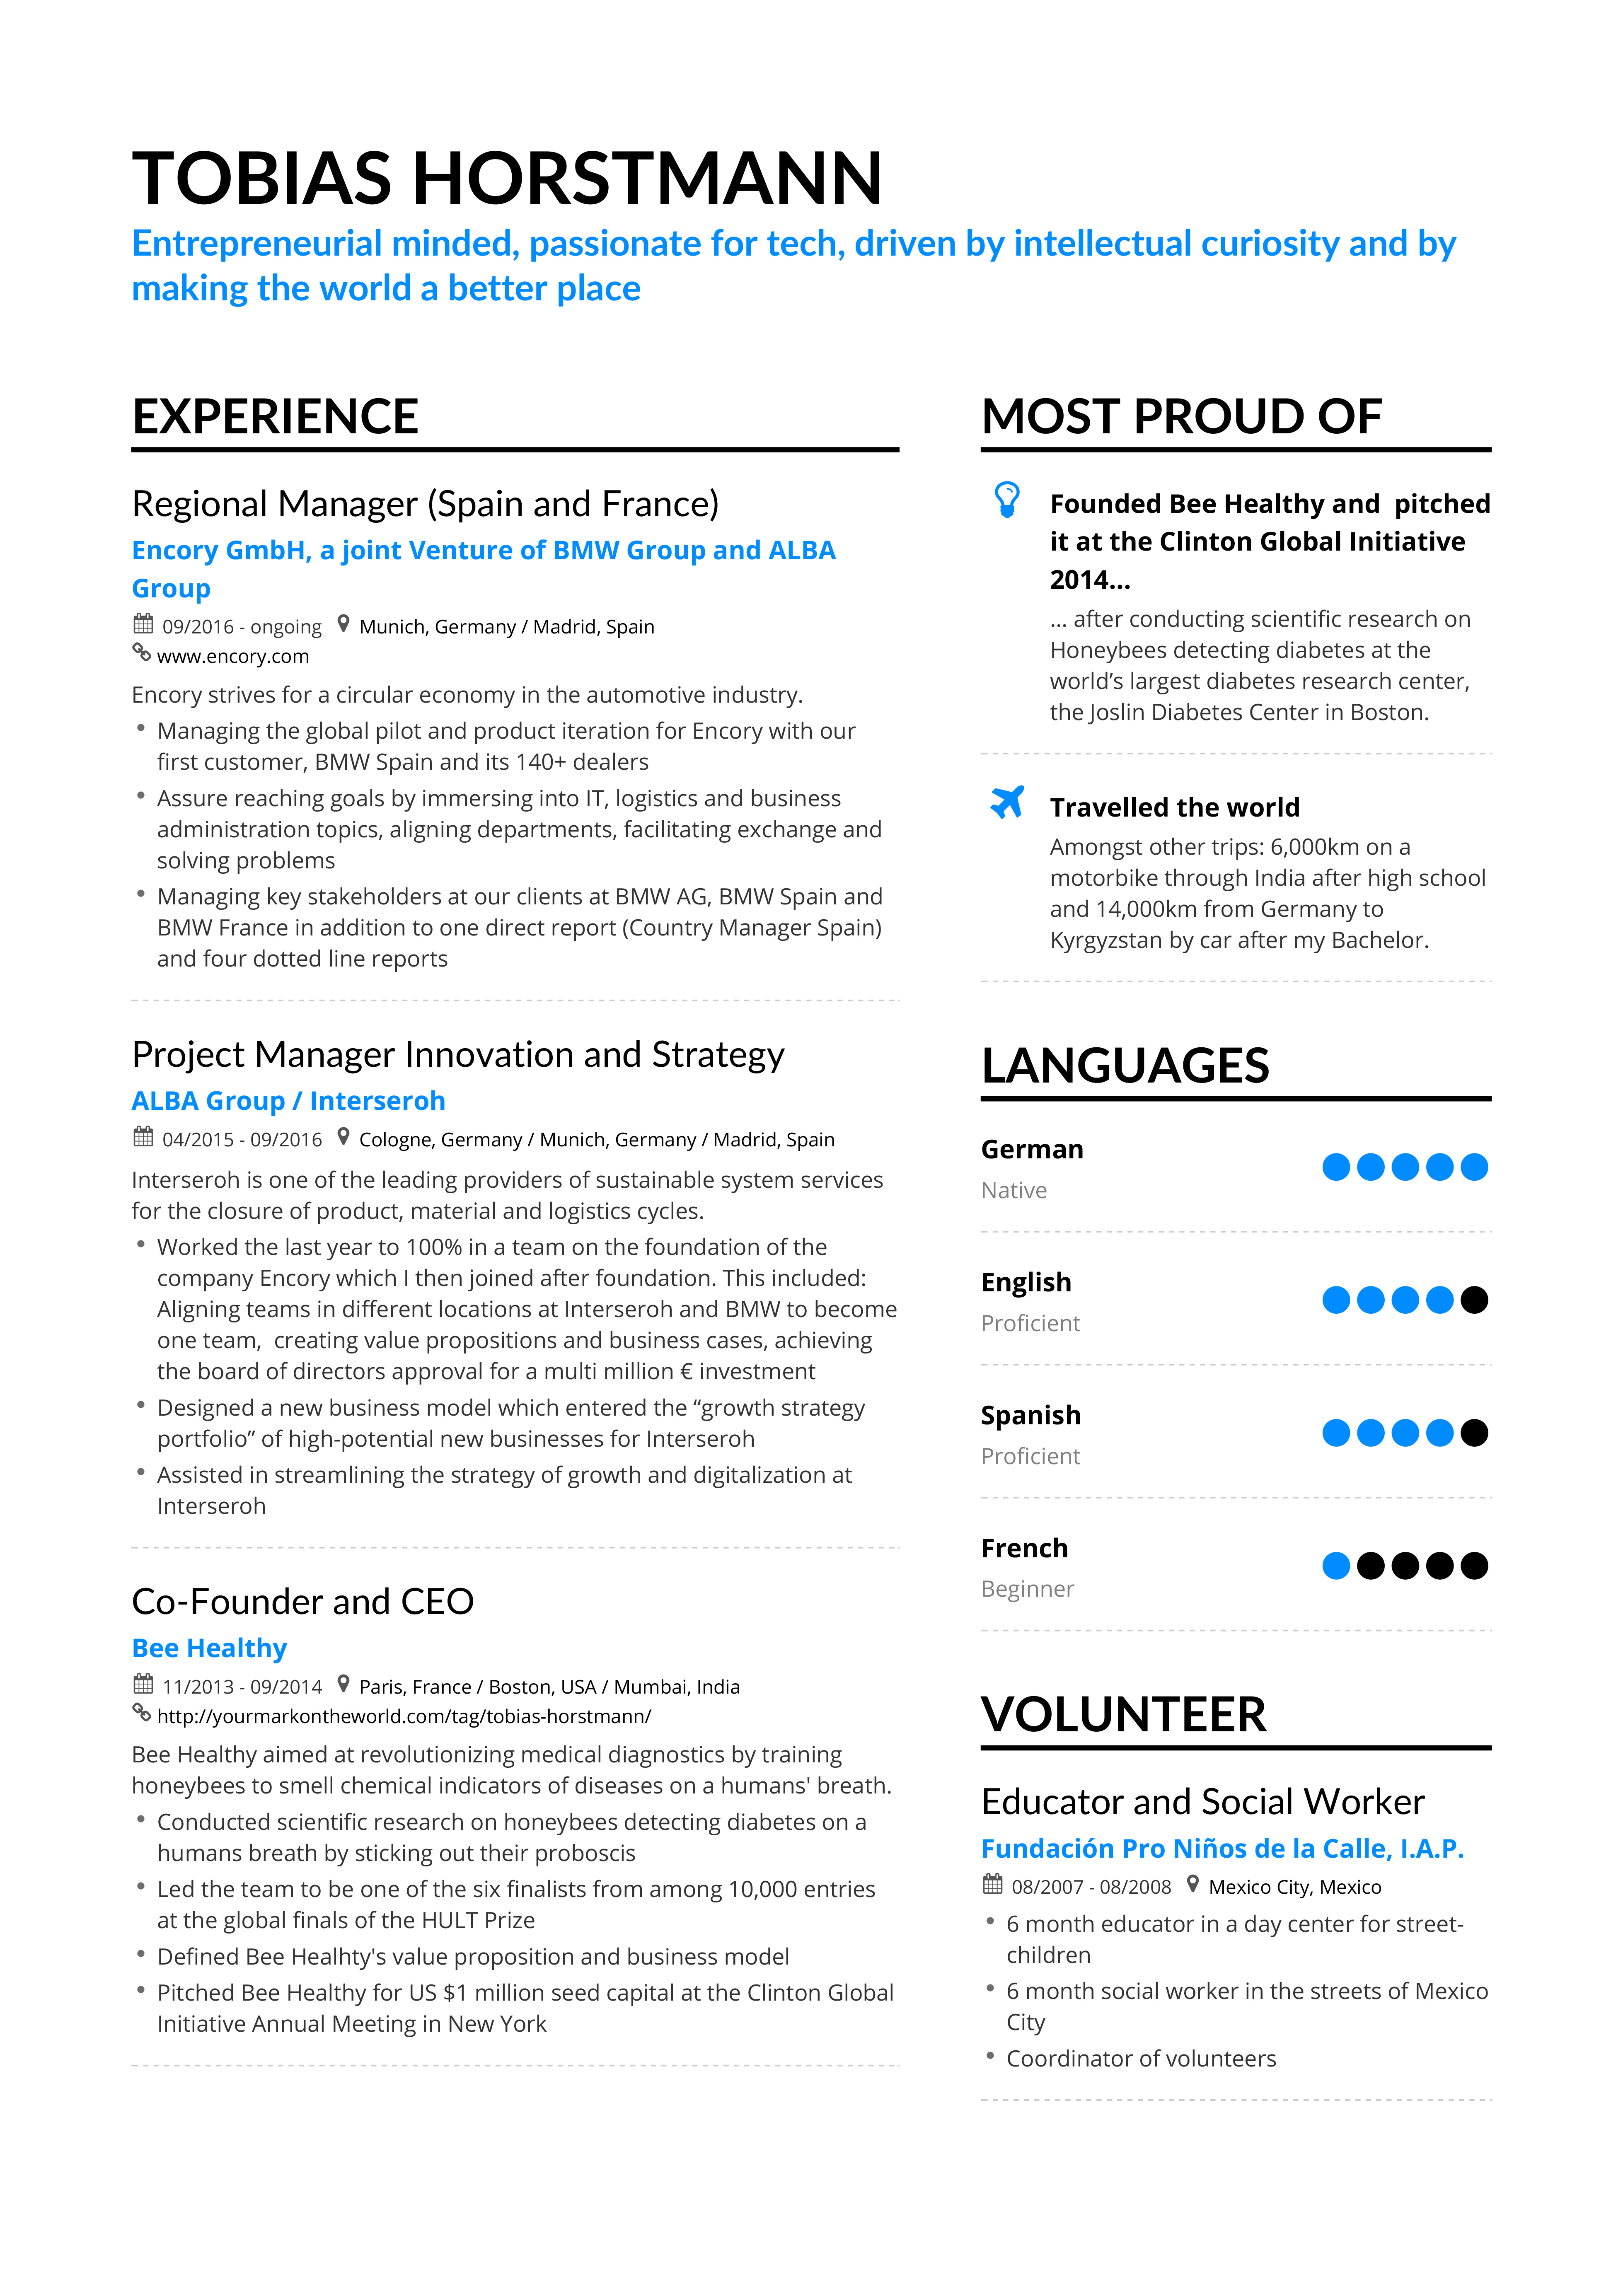 TOBIAS HORSTMANN
Entrepreneurial minded, passionate for tech, driven by intellectual curiosity and by
making the world a better place
EXPERIENCE
Regional Manager (Spain and France)
Encory GmbH, a joint Venture of BMW Group and ALBA
Group
09/2016 - ongoing Munich, Germany / Madrid, Spain
www.encory.com
Encory strives for a circular economy in the automotive industry.
• Managing the global pilot and product iteration for Encory with our
first customer, BMW Spain and its 140+ dealers
• Assure reaching goals by immersing into IT, logistics and business
administration topics, aligning departments, facilitating exchange and
solving problems
• Managing key stakeholders at our clients at BMW AG, BMW Spain and
BMW France in addition to one direct report (Country Manager Spain)
and four dotted line reports
Project Manager Innovation and Strategy
ALBA Group / Interseroh
04/2015 - 09/2016 Cologne, Germany / Munich, Germany / Madrid, Spain
Interseroh is one of the leading providers of sustainable system services
for the closure of product, material and logistics cycles.
• Worked the last year to 100% in a team on the foundation of the
company Encory which I then joined after foundation. This included:
Aligning teams in different locations at Interseroh and BMW to become
one team,  creating value propositions and business cases, achieving
the board of directors approval for a multi million € investment
• Designed a new business model which entered the “growth strategy
portfolio” of high-potential new businesses for Interseroh
• Assisted in streamlining the strategy of growth and digitalization at
Interseroh
Co-Founder and CEO
Bee Healthy
11/2013 - 09/2014 Paris, France / Boston, USA / Mumbai, India
http://yourmarkontheworld.com/tag/tobias-horstmann/
Bee Healthy aimed at revolutionizing medical diagnostics by training
honeybees to smell chemical indicators of diseases on a humans' breath.
• Conducted scientific research on honeybees detecting diabetes on a
humans breath by sticking out their proboscis
• Led the team to be one of the six finalists from among 10,000 entries
at the global finals of the HULT Prize
• Defined Bee Healhty's value proposition and business model
• Pitched Bee Healthy for US $1 million seed capital at the Clinton Global
Initiative Annual Meeting in New York
MOST PROUD OF
Founded Bee Healthy and  pitched
it at the Clinton Global Initiative
2014...
... after conducting scientific research on
Honeybees detecting diabetes at the
world’s largest diabetes research center,
the Joslin Diabetes Center in Boston.
Travelled the world
Amongst other trips: 6,000km on a
motorbike through India after high school
and 14,000km from Germany to
Kyrgyzstan by car after my Bachelor.
LANGUAGES
German
Native
English
Proficient
Spanish
Proficient
French
Beginner
VOLUNTEER
Educator and Social Worker
Fundación Pro Niños de la Calle, I.A.P.
08/2007 - 08/2008 Mexico City, Mexico
• 6 month educator in a day center for street-
children
• 6 month social worker in the streets of Mexico
City
• Coordinator of volunteers